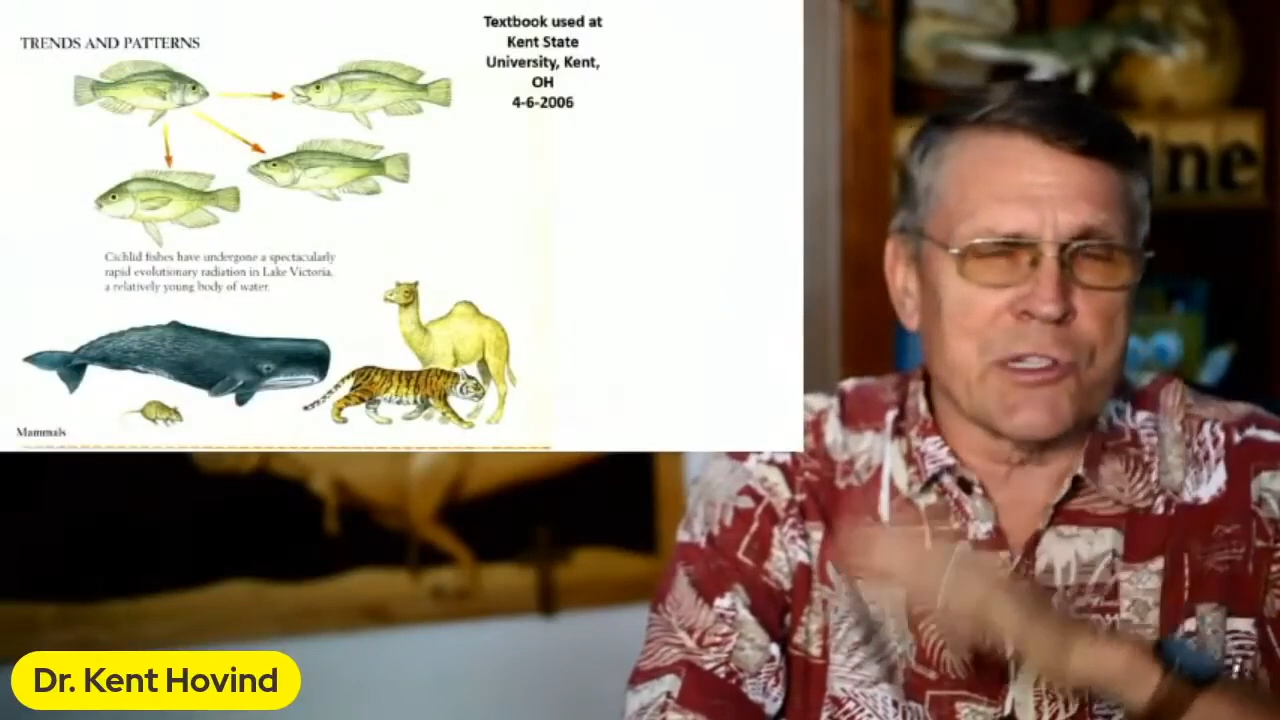 TRENDS AND PATTERNS
Textbook used at
Kent State
University, Kent,
OH
4-6-2006
Cichlid fishes have undergone a spectacularly
rapid evolutionary radiation in Lake Victoria,
a relatively young body of water.
Mammals
ne
Dr. Kent Hovind